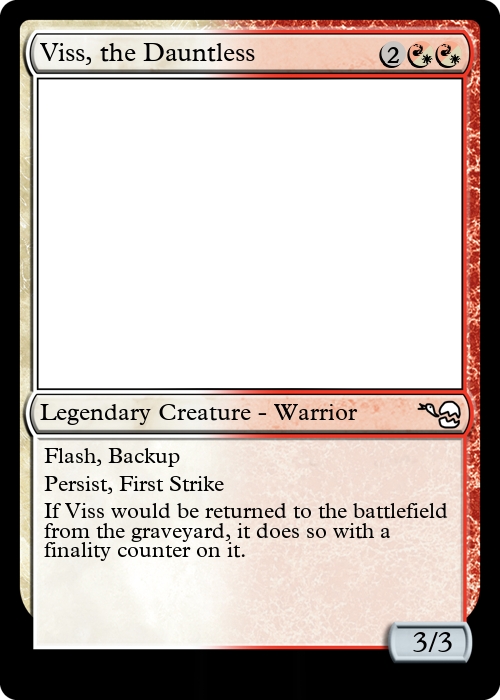 Viss, the Dauntless 2
Legendary Creature - Warrior
Flash, Backup
Persist, First Strike
If Viss would be returned to the battlefield
from the graveyard, it does so with a
finality counter on it.
3/3